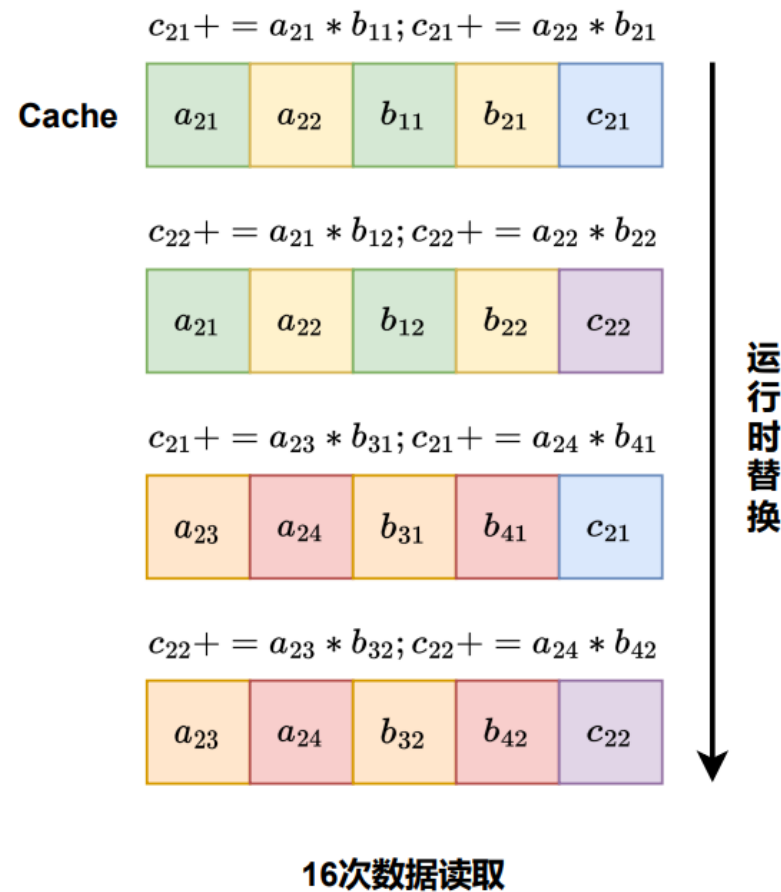 c₂₁+ = a₂₁ * b₁₁; c₂₁+ = a₂₂ * b₂₁
Cache
a₂₁ a₂₂ b₁₁ b₂₁ c₂₁
c₂₂+ = a₂₁ * b₁₂; c₂₂+ = a₂₂ * b₂₂
a₂₁ a₂₂ b₁₂ b₂₂ c₂₂
c₂₁+ = a₂₃ * b₃₁; c₂₁+ = a₂₄ * b₄₁
a₂₃ a₂₄ b₃₁ b₄₁ c₂₁
c₂₂+ = a₂₃ * b₃₂; c₂₂+ = a₂₄ * b₄₂
a₂₃ a₂₄ b₃₂ b₄₂ c₂₂
运行时替换
16次数据读取